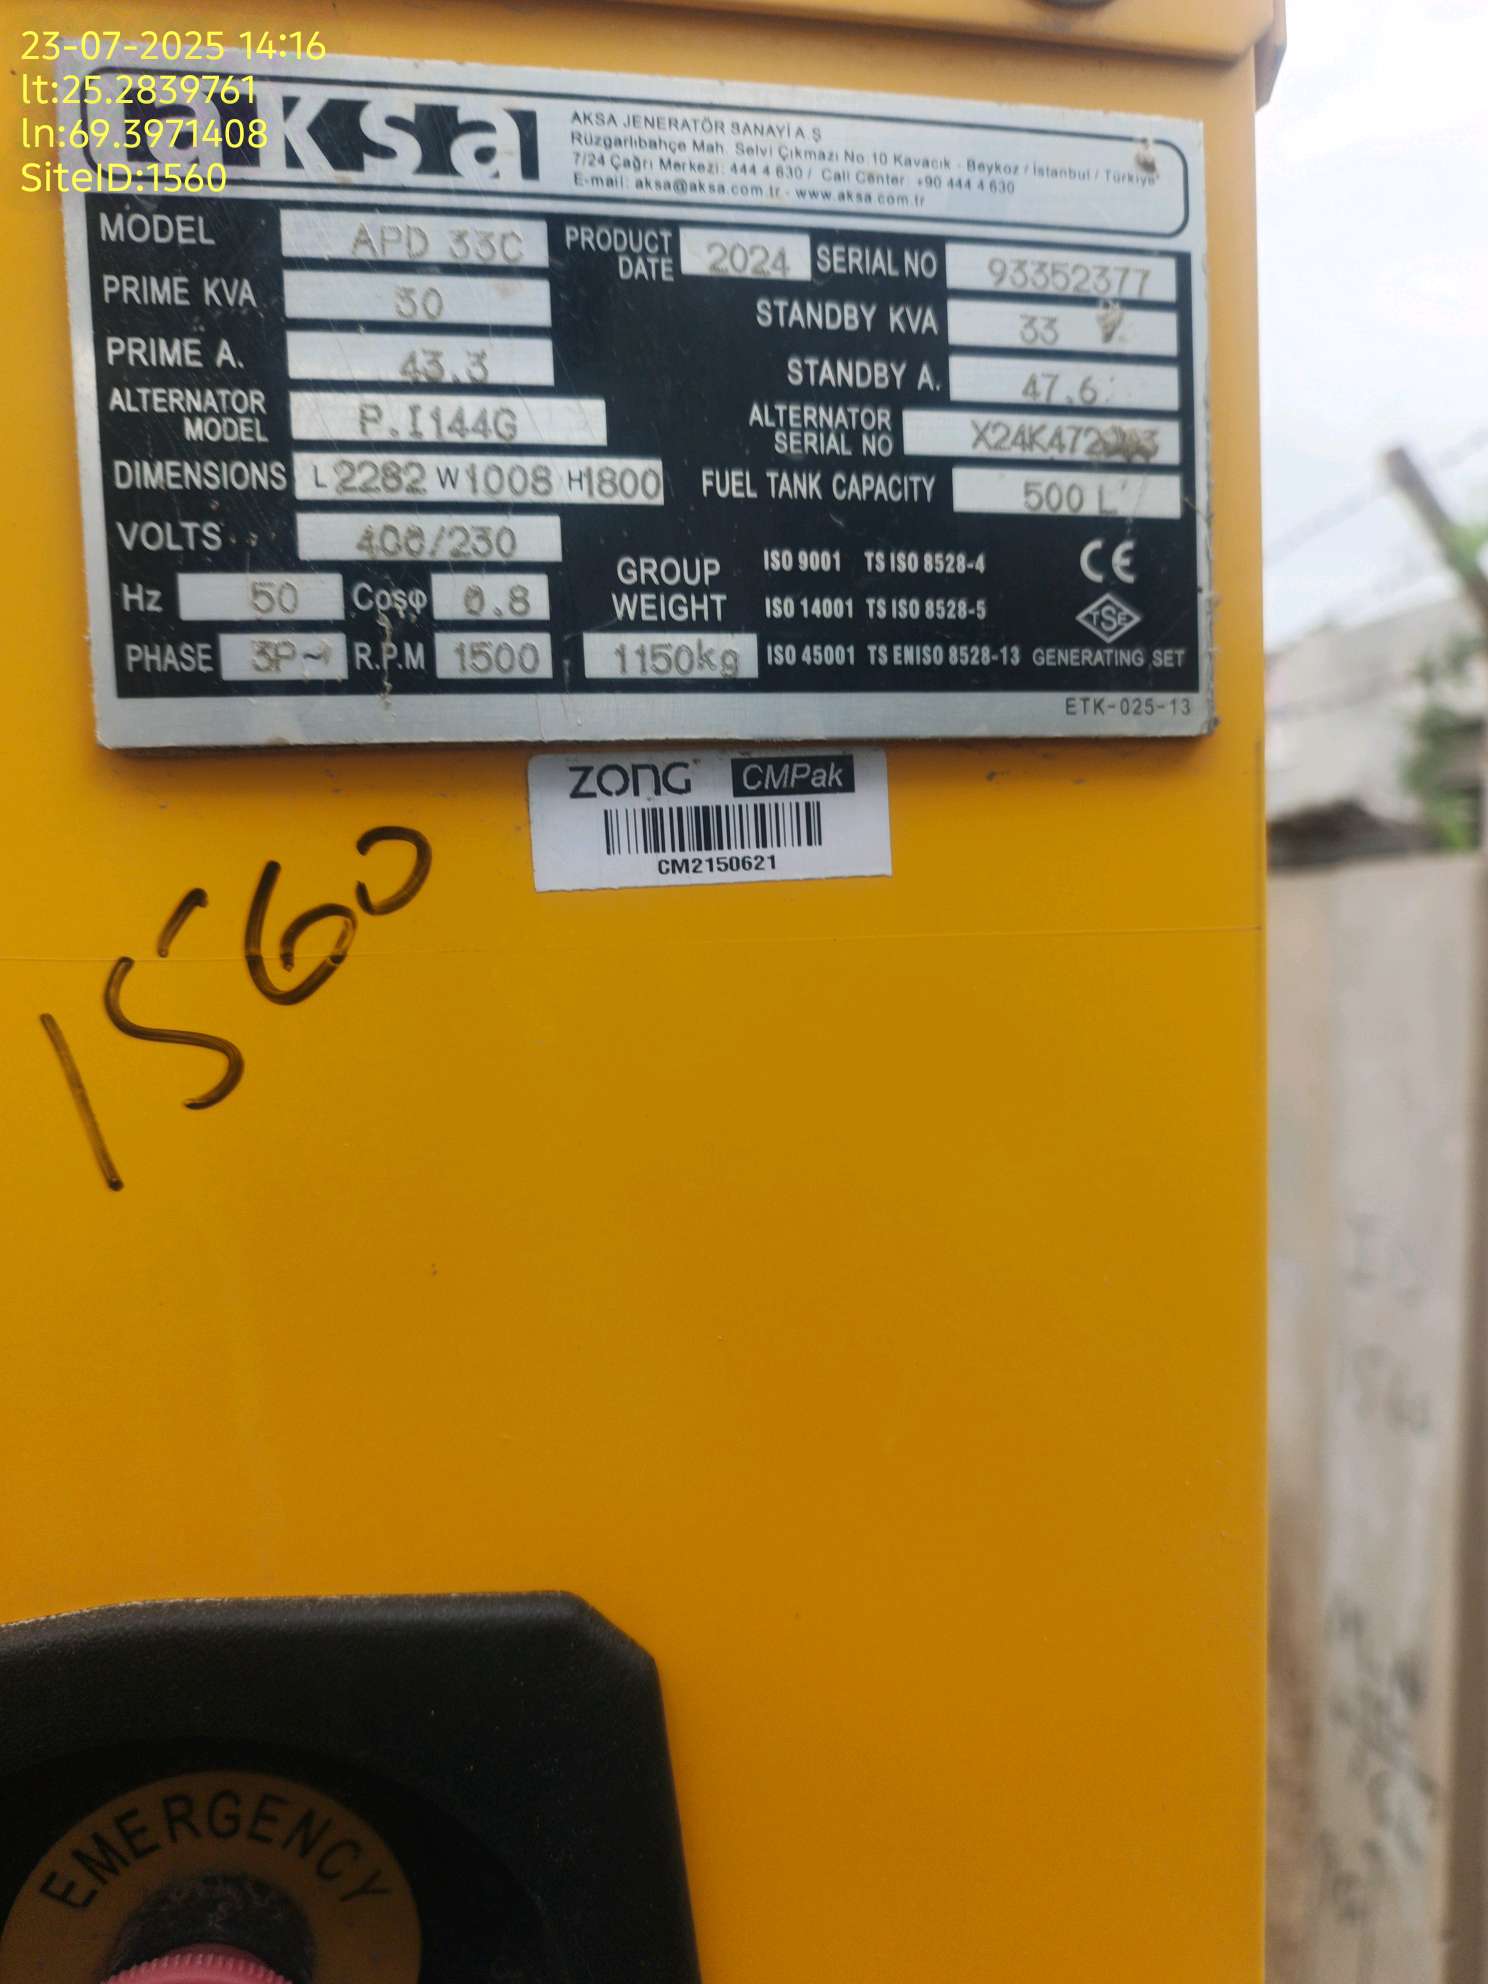 23-07-2025 14:16
lt:25.2839761
ln:69.3971408
SiteID:1560
aksa
AKSA JENERATÖR SANAYİ A.Ş
Rüzgarlıbahçe Mah. Selvi Çıkmazı No:10 Kavacık - Beykoz / İstanbul / Türkiye
7/24 Çağrı Merkezi: 444 4 630 / Call Center: +90 444 4 630
E-mail: aksa@aksa.com.tr - www.aksa.com.tr
MODEL APD 33C PRODUCT DATE 2024 SERIAL NO 93352377
PRIME KVA 30 STANDBY KVA 33
PRIME A. 43.3 STANDBY A. 47.6
ALTERNATOR MODEL P.I144G ALTERNATOR SERIAL NO
DIMENSIONS L 2282 W 1008 H 1800 FUEL TANK CAPACITY 500 L
VOLTS 400/230
Hz 50 Cosφ 0.8 GROUP WEIGHT 1150kg
PHASE R.P.M 1500
ISO 9001 TS ISO 8528-4
ISO 14001 TS ISO 8528-5
ISO 45001 TS EN ISO 8528-13
CE
TSE
GENERATING SET
ETK-025-13
ZONG CMPak
CM2150621
1560
EMERGENCY